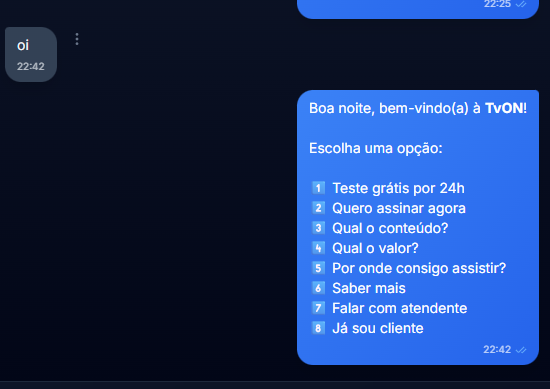 22:25
oi
22:42
Boa noite, bem-vindo(a) à TvON!
Escolha uma opção:
1 Teste grátis por 24h
2 Quero assinar agora
3 Qual o conteúdo?
4 Qual o valor?
5 Por onde consigo assistir?
6 Saber mais
7 Falar com atendente
8 Já sou cliente
22:42